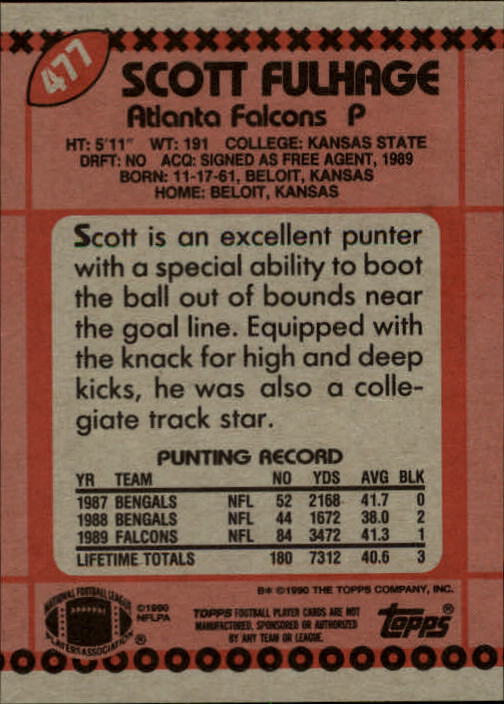 477
SCOTT FULHAGE
Atlanta Falcons P
HT: 5'11" WT: 191 COLLEGE: KANSAS STATE
DRFT: NO ACQ: SIGNED AS FREE AGENT, 1989
BORN: 11-17-61, BELOIT, KANSAS
HOME: BELOIT, KANSAS
Scott is an excellent punter
with a special ability to boot
the ball out of bounds near
the goal line. Equipped with
the knack for high and deep
kicks, he was also a colle-
giate track star.
PUNTING RECORD
YR TEAM NO YDS AVG BLK
1987 BENGALS NFL 52 2168 41.7 0
1988 BENGALS NFL 44 1672 38.0 2
1989 FALCONS NFL 84 3472 41.3 1
LIFETIME TOTALS 180 7312 40.6 3
B* ©1990 THE TOPPS COMPANY, INC.
NATIONAL FOOTBALL LEAGUE
PLAYERS ASSOCIATION ®
©1990
NFLPA
TOPPS FOOTBALL PLAYER CARDS ARE NOT
MANUFACTURED, SPONSORED OR AUTHORIZED
BY ANY TEAM OR LEAGUE.
topps®